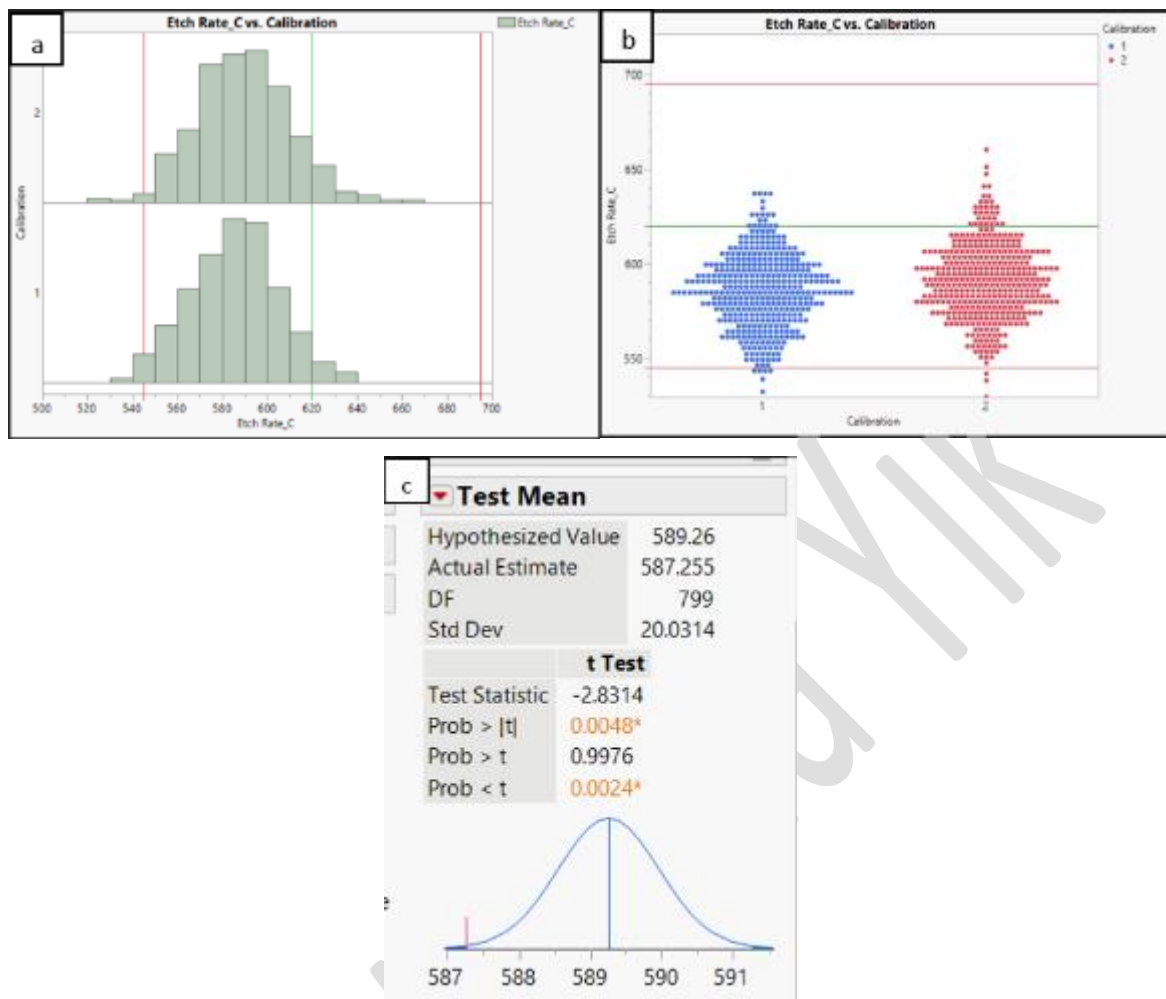 a
Etch Rate_C vs. Calibration
Etch Rate_C
Calibration
2
1
500 520 540 560 580 600 620 640 660 680 700
Etch Rate_C
b
Etch Rate_C vs. Calibration
Calibration
1
2
Etch Rate_C
700
650
600
550
1 2
Calibration
c
Test Mean
Hypothesized Value 589.26
Actual Estimate 587.255
DF 799
Std Dev 20.0314
t Test
Test Statistic -2.8314
Prob > |t| 0.0048*
Prob > t 0.9976
Prob < t 0.0024*
e
587 588 589 590 591